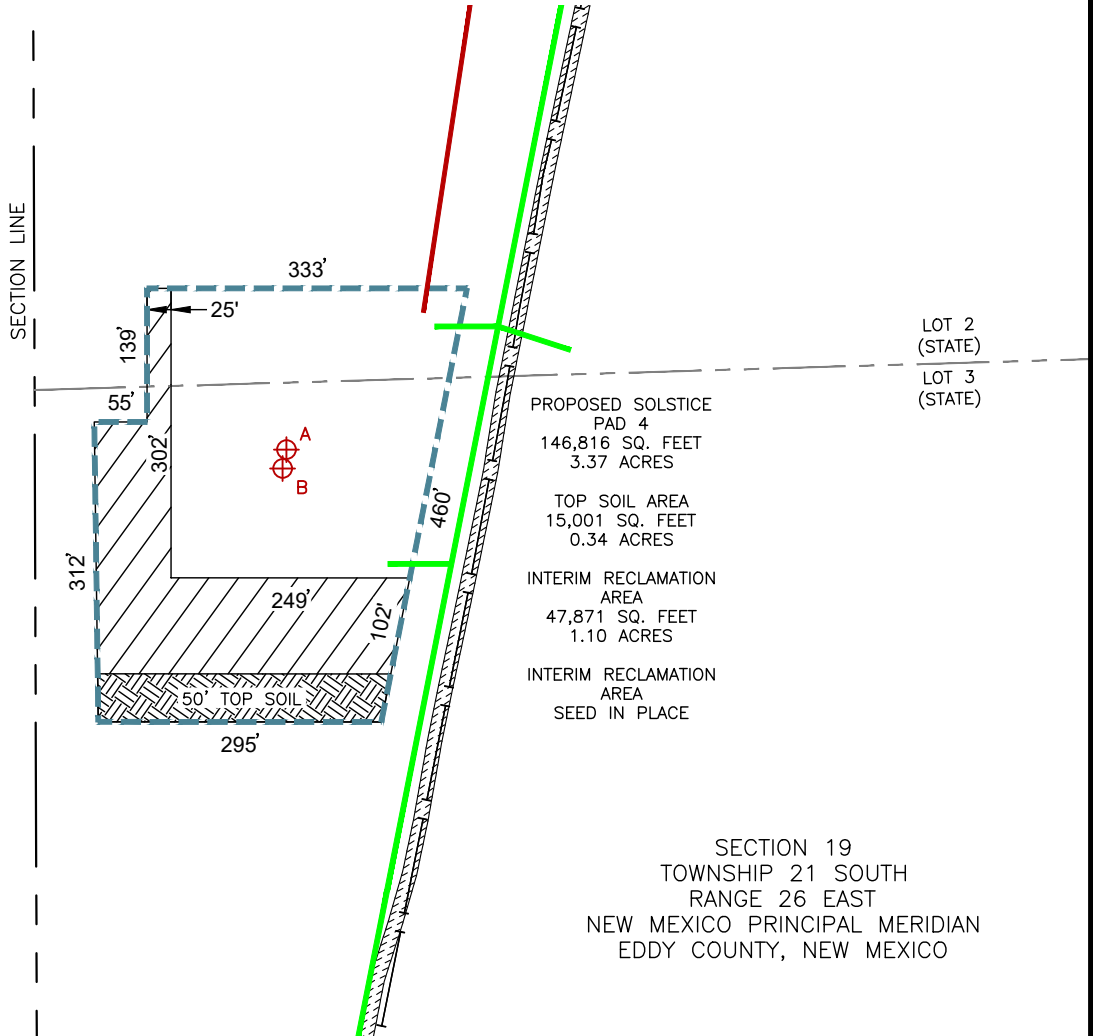 SECTION LINE
333'
25'
139'
55'
302'
A
B
460'
312'
249'
102'
50' TOP SOIL
295'
LOT 2
(STATE)
LOT 3
(STATE)
PROPOSED SOLSTICE
PAD 4
146,816 SQ. FEET
3.37 ACRES
TOP SOIL AREA
15,001 SQ. FEET
0.34 ACRES
INTERIM RECLAMATION
AREA
47,871 SQ. FEET
1.10 ACRES
INTERIM RECLAMATION
AREA
SEED IN PLACE
SECTION 19
TOWNSHIP 21 SOUTH
RANGE 26 EAST
NEW MEXICO PRINCIPAL MERIDIAN
EDDY COUNTY, NEW MEXICO